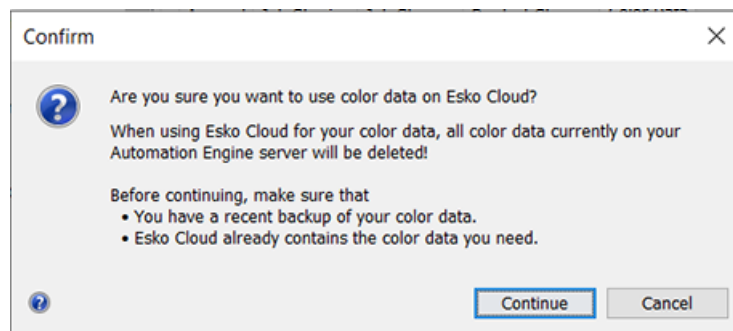 Confirm
Are you sure you want to use color data on Esko Cloud?
When using Esko Cloud for your color data, all color data currently on your
Automation Engine server will be deleted!
Before continuing, make sure that
• You have a recent backup of your color data.
• Esko Cloud already contains the color data you need.
Continue Cancel